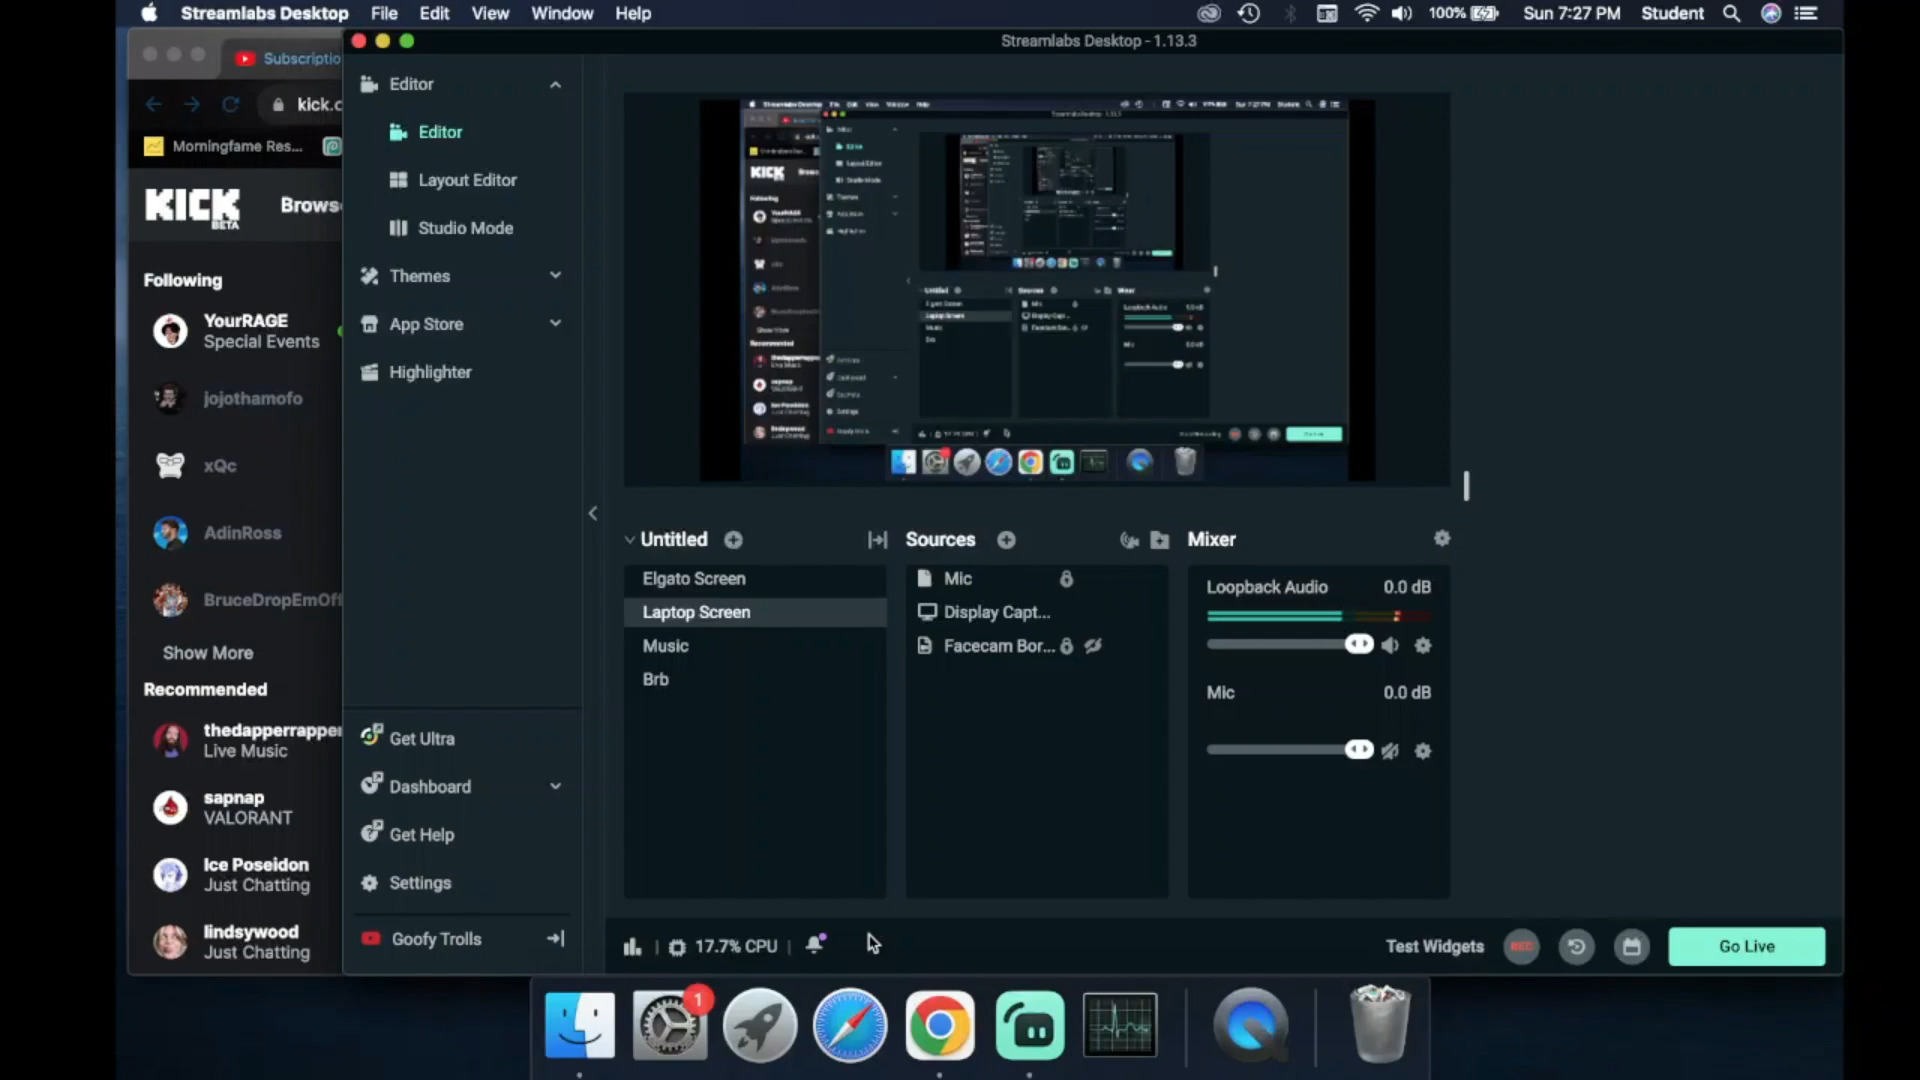 Streamlabs Desktop File Edit View Window Help
100% Sun 7:27 PM Student
Streamlabs Desktop - 1.13.3
Subscriptio
kick.c
Morningfame Res...
KICK
BETA
Brows
Following
YourRAGE
Special Events
jojothamofo
xQc
AdinRoss
BruceDropEmOff
Show More
Recommended
thedapperrapper
Live Music
sapnap
VALORANT
Ice Poseidon
Just Chatting
lindsywood
Just Chatting
Editor
Editor
Layout Editor
Studio Mode
Themes
App Store
Highlighter
Get Ultra
Dashboard
Get Help
Settings
Goofy Trolls
Untitled
Elgato Screen
Laptop Screen
Music
Brb
Sources
Mic
Display Capt...
Facecam Bor...
Mixer
Loopback Audio 0.0 dB
Mic 0.0 dB
17.7% CPU
Test Widgets
REC
Go Live
1